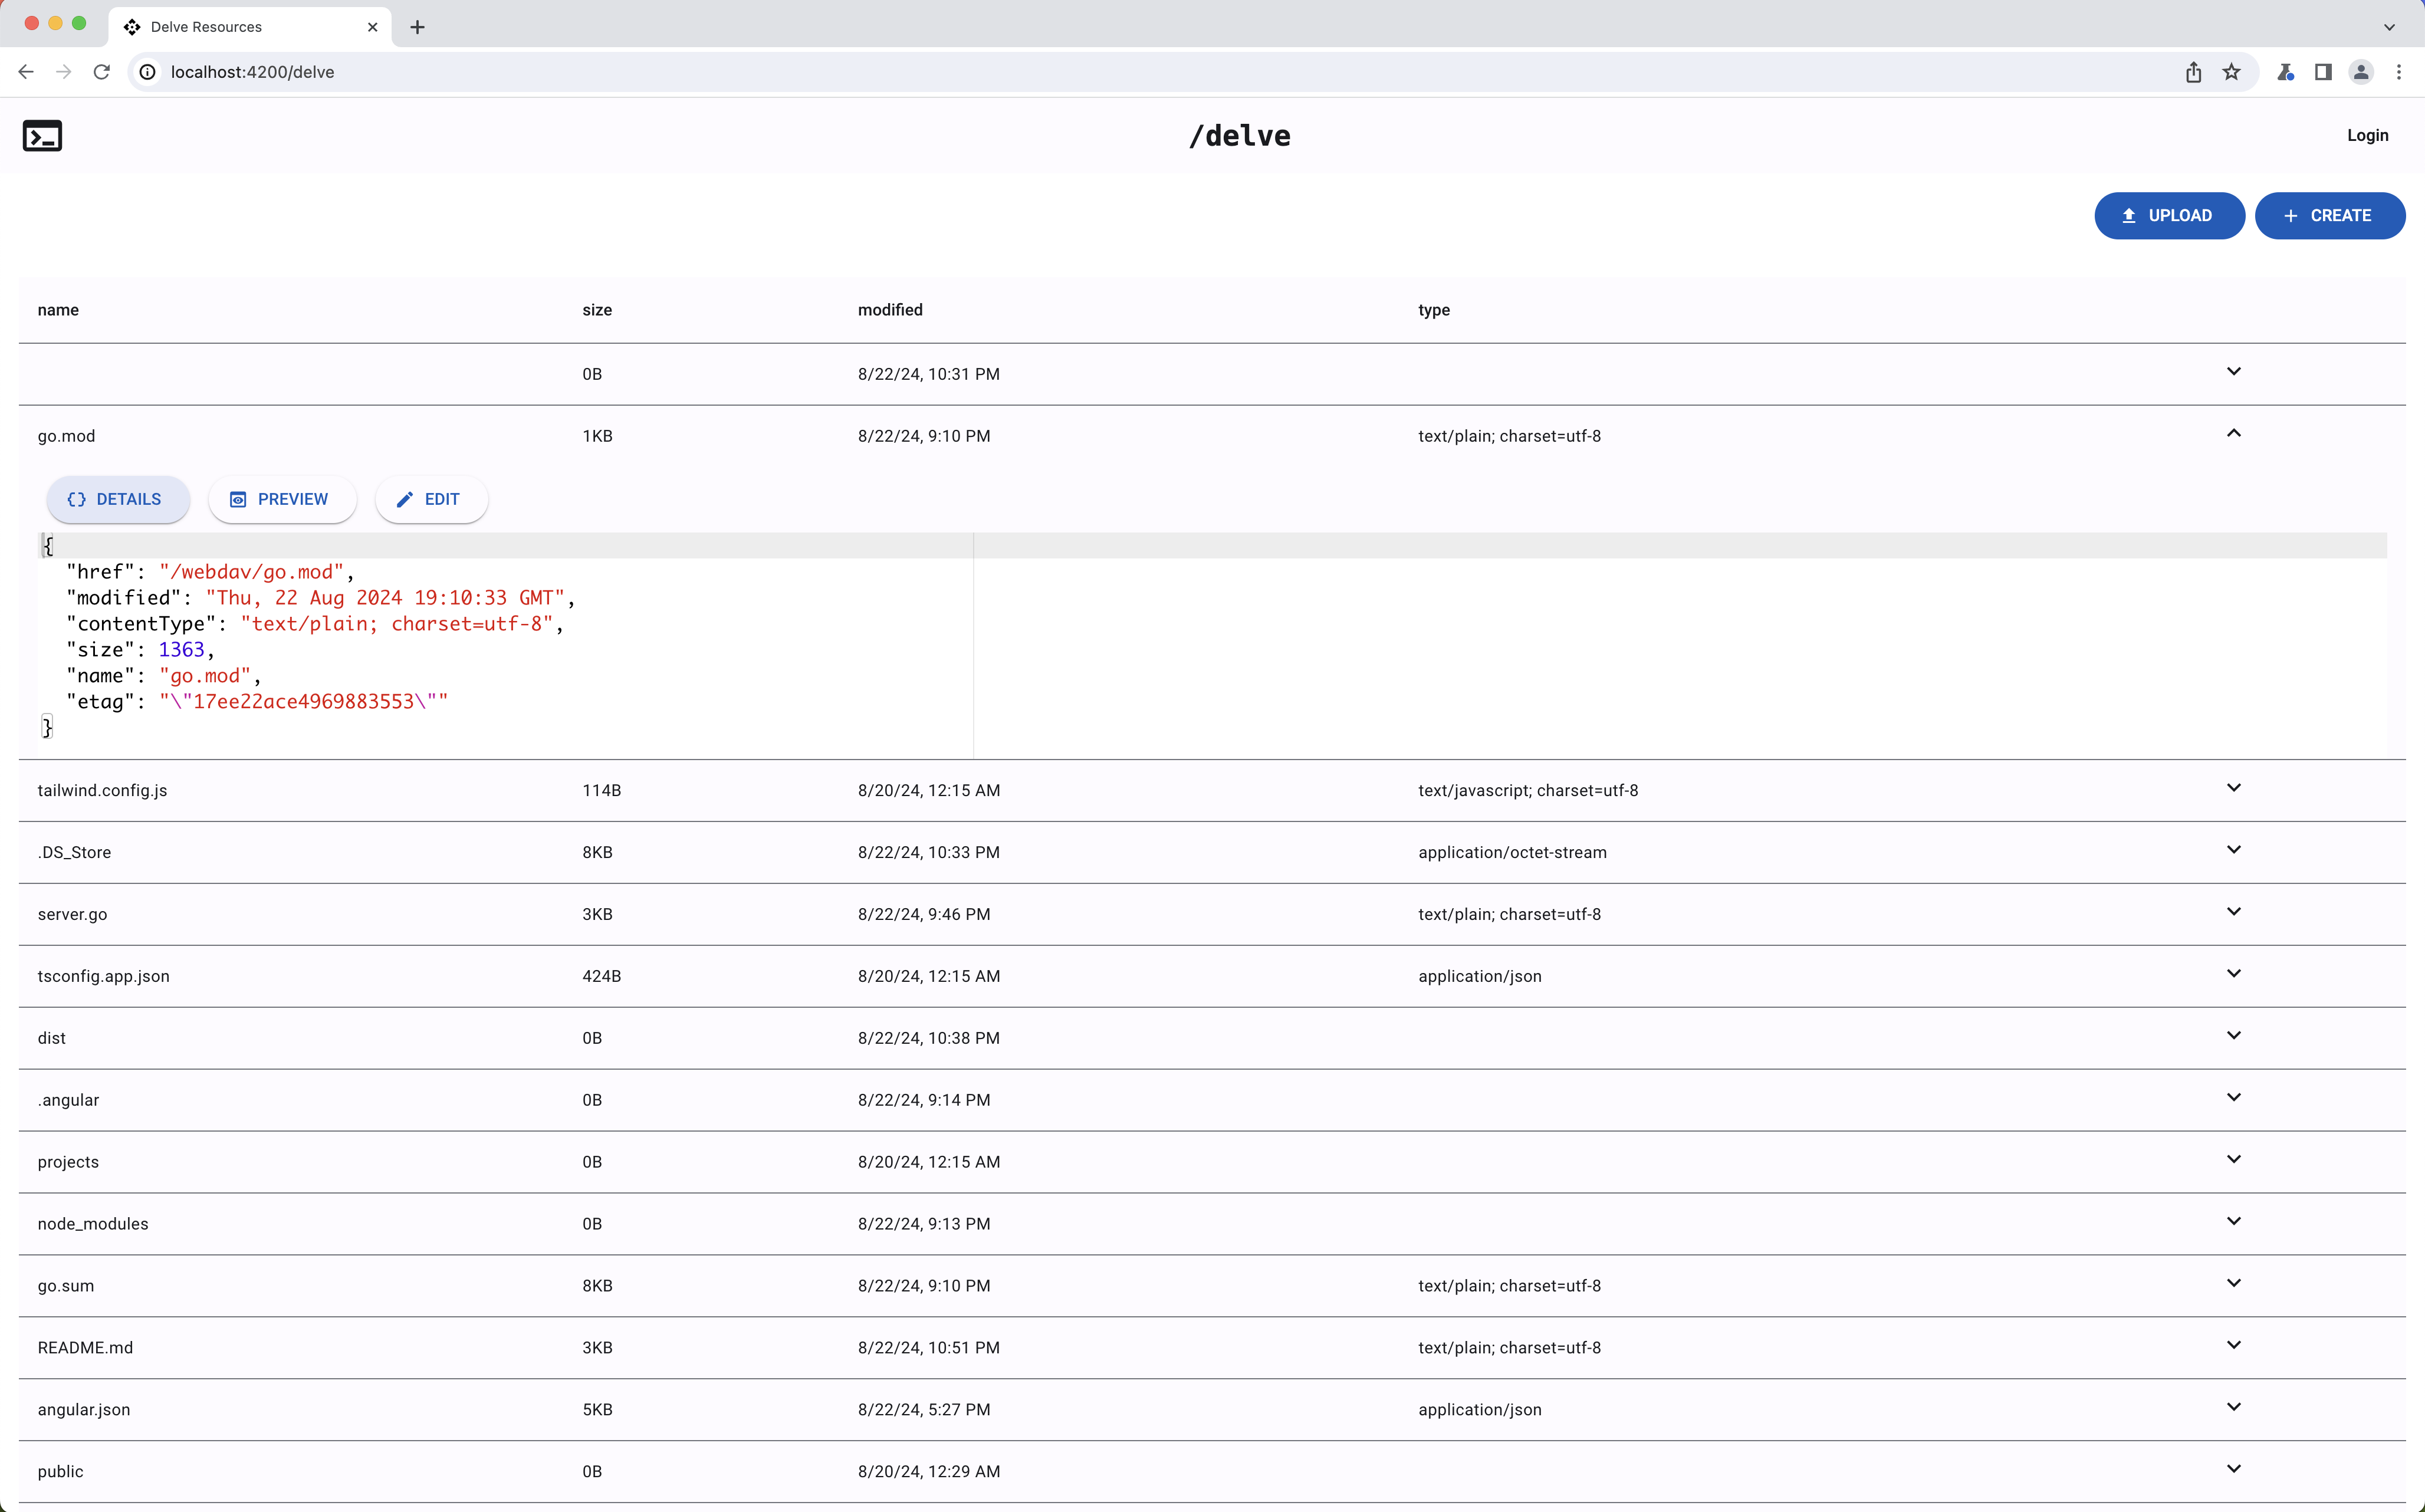 Delve Resources
localhost:4200/delve
/delve
Login
UPLOAD
CREATE
name size modified type
0B 8/22/24, 10:31 PM
go.mod 1KB 8/22/24, 9:10 PM text/plain; charset=utf-8
{} DETAILS PREVIEW EDIT
{
"href": "/webdav/go.mod",
"modified": "Thu, 22 Aug 2024 19:10:33 GMT",
"contentType": "text/plain; charset=utf-8",
"size": 1363,
"name": "go.mod",
"etag": "\"17ee22ace4969883553\""
}
tailwind.config.js 114B 8/20/24, 12:15 AM text/javascript; charset=utf-8
.DS_Store 8KB 8/22/24, 10:33 PM application/octet-stream
server.go 3KB 8/22/24, 9:46 PM text/plain; charset=utf-8
tsconfig.app.json 424B 8/20/24, 12:15 AM application/json
dist 0B 8/22/24, 10:38 PM
.angular 0B 8/22/24, 9:14 PM
projects 0B 8/20/24, 12:15 AM
node_modules 0B 8/22/24, 9:13 PM
go.sum 8KB 8/22/24, 9:10 PM text/plain; charset=utf-8
README.md 3KB 8/22/24, 10:51 PM text/plain; charset=utf-8
angular.json 5KB 8/22/24, 5:27 PM application/json
public 0B 8/20/24, 12:29 AM